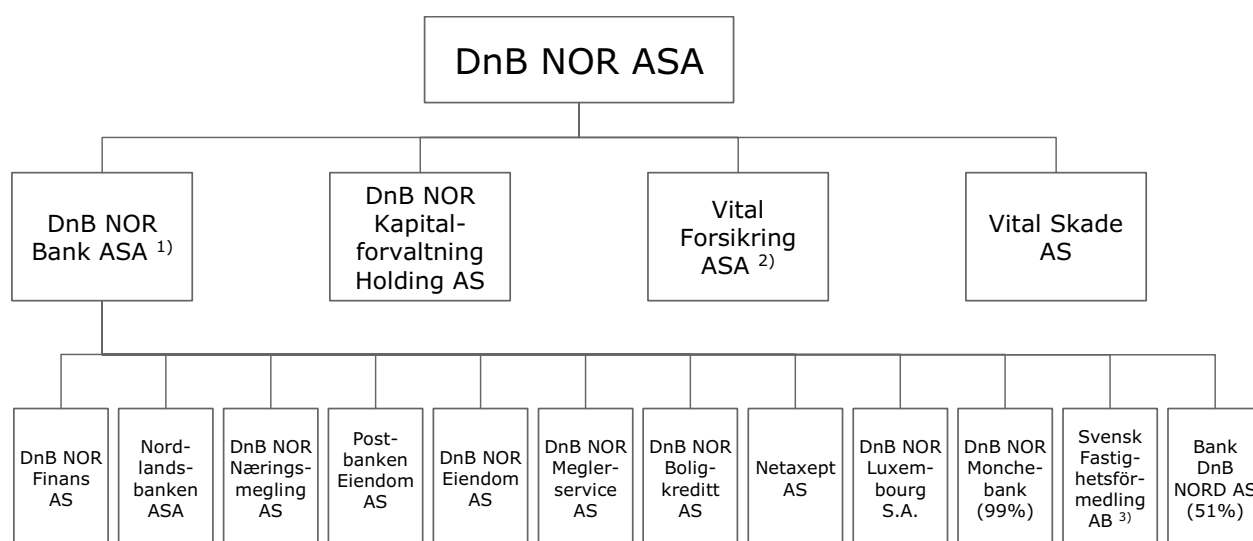 DnB NOR ASA
DnB NOR
Bank ASA 1)
DnB NOR
Kapital-
forvaltning
Holding AS
Vital
Forsikring
ASA 2)
Vital Skade
AS
DnB NOR
Finans
AS
Nord-
lands-
banken
ASA
DnB NOR
Nærings-
megling
AS
Post-
banken
Eiendom
AS
DnB NOR
Eiendom
AS
DnB NOR
Megler-
service
AS
DnB NOR
Bolig-
kreditt
AS
Netaxept
AS
DnB NOR
Luxem-
bourg
S.A.
DnB NOR
Monche-
bank
(99%)
Svensk
Fastig-
hetsför-
medling
AB 3)
Bank
DnB
NORD AS
(51%)